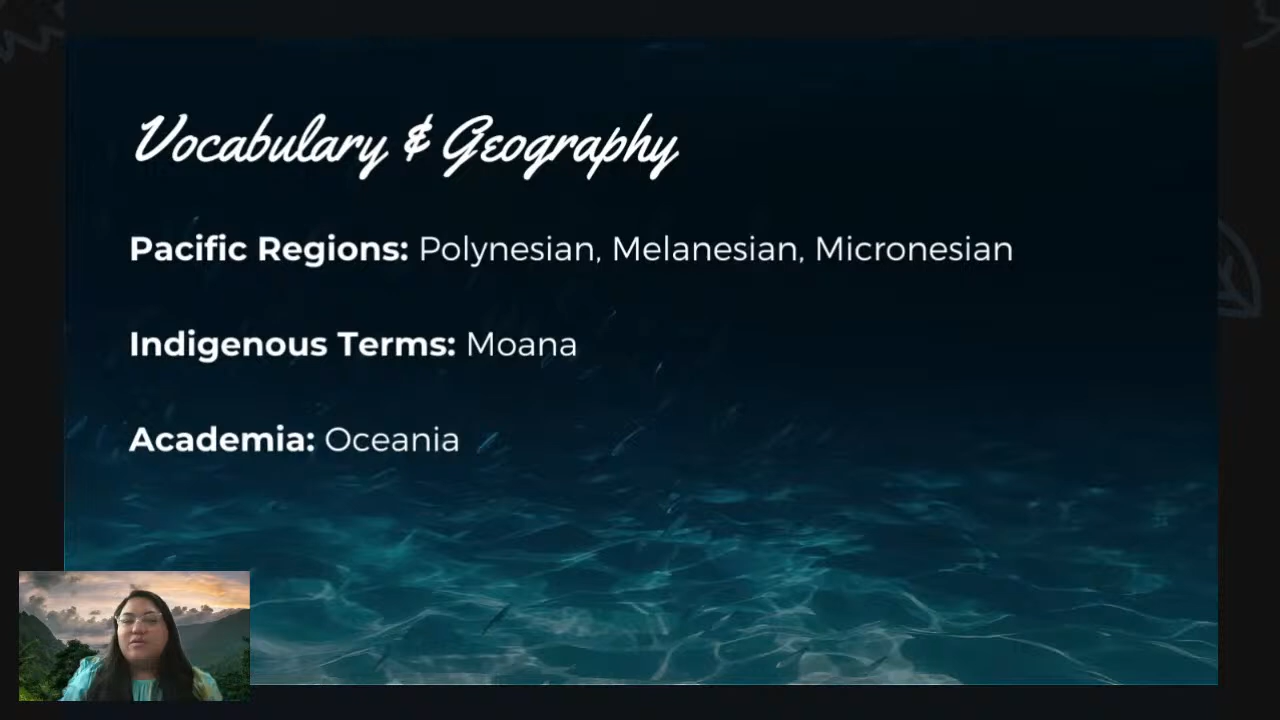 Vocabulary & Geography
Pacific Regions: Polynesian, Melanesian, Micronesian
Indigenous Terms: Moana
Academia: Oceania